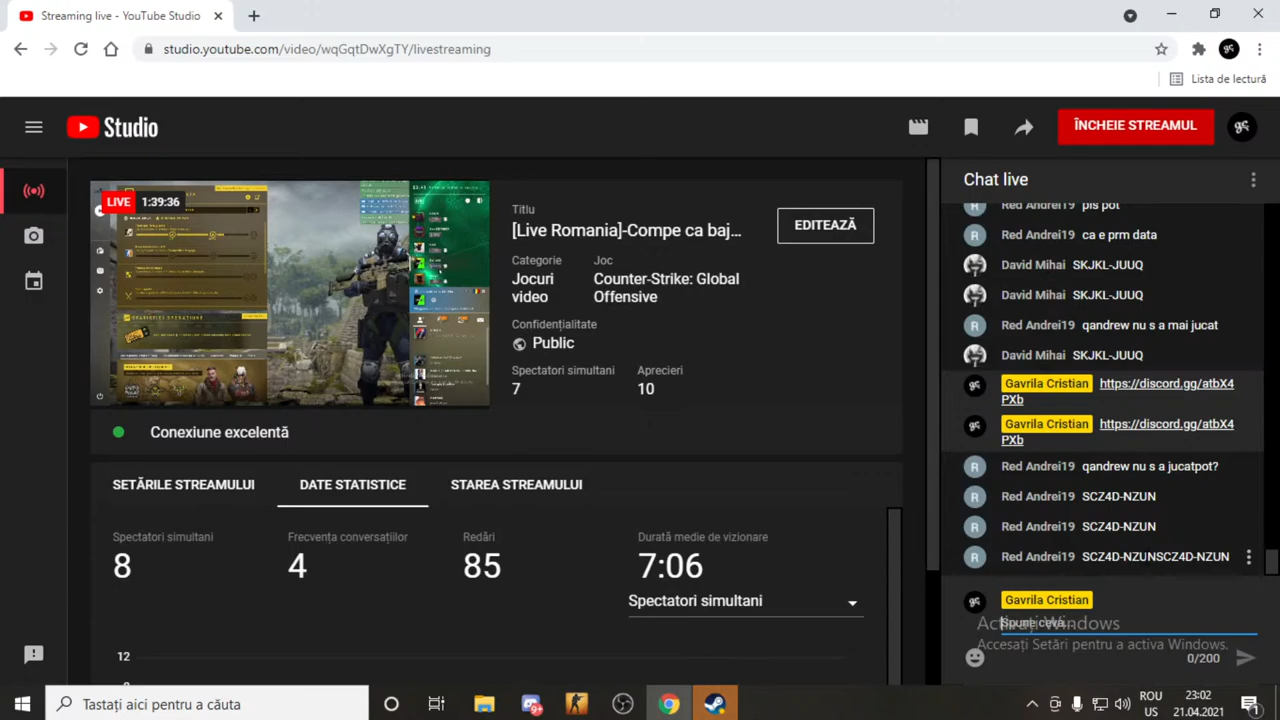 Streaming live - YouTube Studio
studio.youtube.com/video/wqGqtDwXgTY/livestreaming
Lista de lectură
Studio
ÎNCHEIE STREAMUL
gc
LIVE 1:39:36
Titlu
[Live Romania]-Compe ca baj...
EDITEAZĂ
Categorie
Joc
Jocuri video
Counter-Strike: Global Offensive
Confidențialitate
Public
Spectatori simultani
Aprecieri
7
10
Conexiune excelentă
SETĂRILE STREAMULUI
DATE STATISTICE
STAREA STREAMULUI
Spectatori simultani
Frecvența conversațiilor
Redări
Durată medie de vizionare
8
4
85
7:06
Spectatori simultani
12
Chat live
Red Andrei19 pls pot
Red Andrei19 ca e prm data
David Mihai SKJKL-JUUQ
David Mihai SKJKL-JUUQ
Red Andrei19 qandrew nu s a mai jucat
David Mihai SKJKL-JUUQ
Gavrila Cristian https://discord.gg/atbX4
PXb
Gavrila Cristian https://discord.gg/atbX4
PXb
Red Andrei19 qandrew nu s a jucatpot?
Red Andrei19 SCZ4D-NZUN
Red Andrei19 SCZ4D-NZUN
Red Andrei19 SCZ4D-NZUNSCZ4D-NZUN
Gavrila Cristian
Spune ceva...
Activați Windows
Accesați Setări pentru a activa Windows.
0/200
Tastați aici pentru a căuta
ROU
US
23:02
21.04.2021